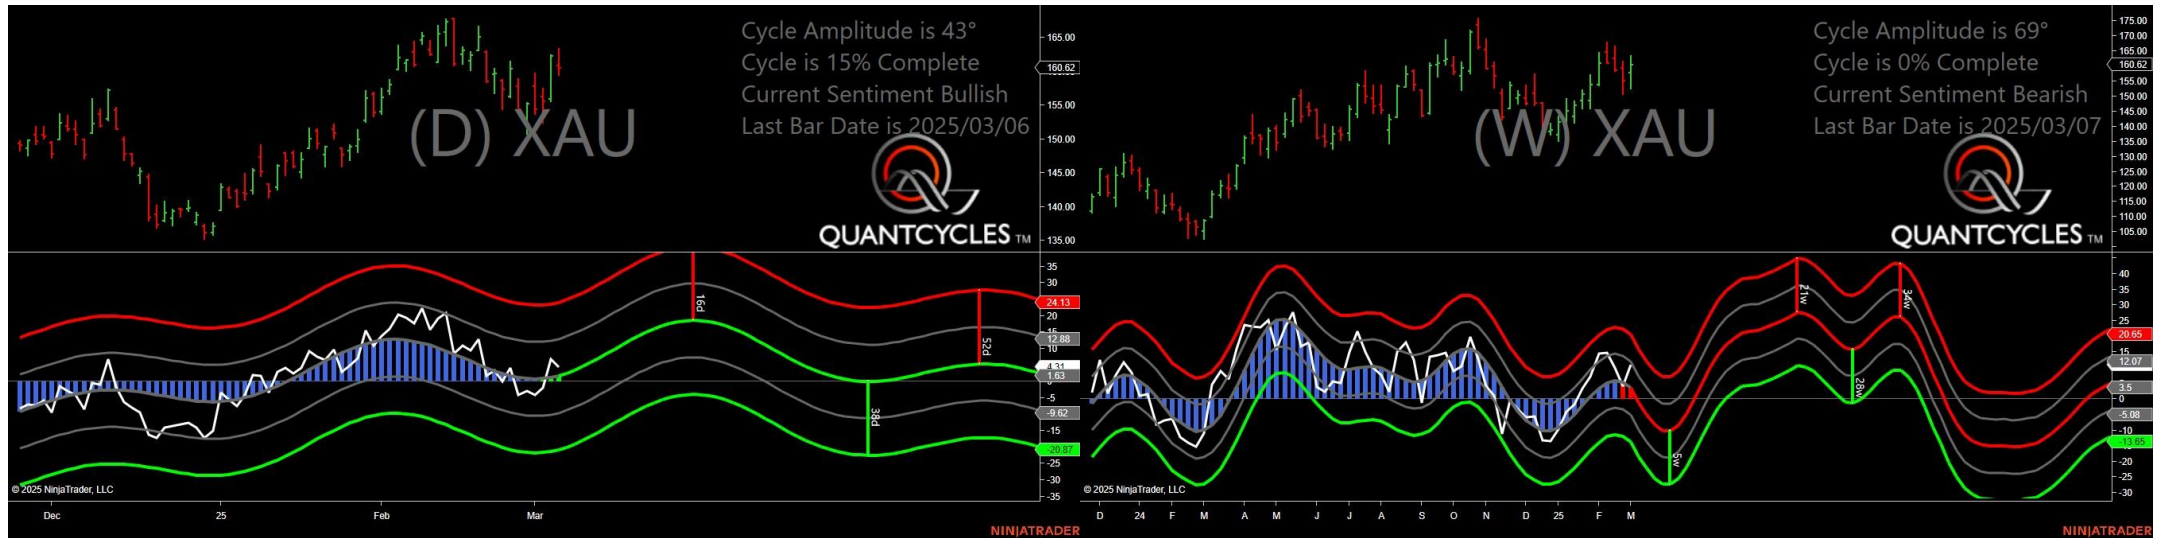 Cycle Amplitude is 43°
Cycle is 15% Complete
Current Sentiment Bullish
Last Bar Date is 2025/03/06
(D) XAU
QUANTCYCLES TM
165.00
160.62
155.00
150.00
145.00
140.00
135.00
35
30
24.13
20
15
12.88
10
4.31
1.63
-5
-9.62
-15
-20.87
-25
-30
-35
16d
38d
52d
© 2025 NinjaTrader, LLC
Dec 25 Feb Mar
NINJATRADER
Cycle Amplitude is 69°
Cycle is 0% Complete
Current Sentiment Bearish
Last Bar Date is 2025/03/07
(W) XAU
QUANTCYCLES TM
175.00
170.00
165.00
160.62
155.00
150.00
145.00
140.00
135.00
130.00
125.00
120.00
115.00
110.00
105.00
40
35
30
25
20.65
15
12.07
3.5
0
-5.08
-10
-13.65
-20
-25
-30
5w
21w
28w
34w
© 2025 NinjaTrader, LLC
D 24 F M A M J J A S O N D 25 F M
NINJATRADER